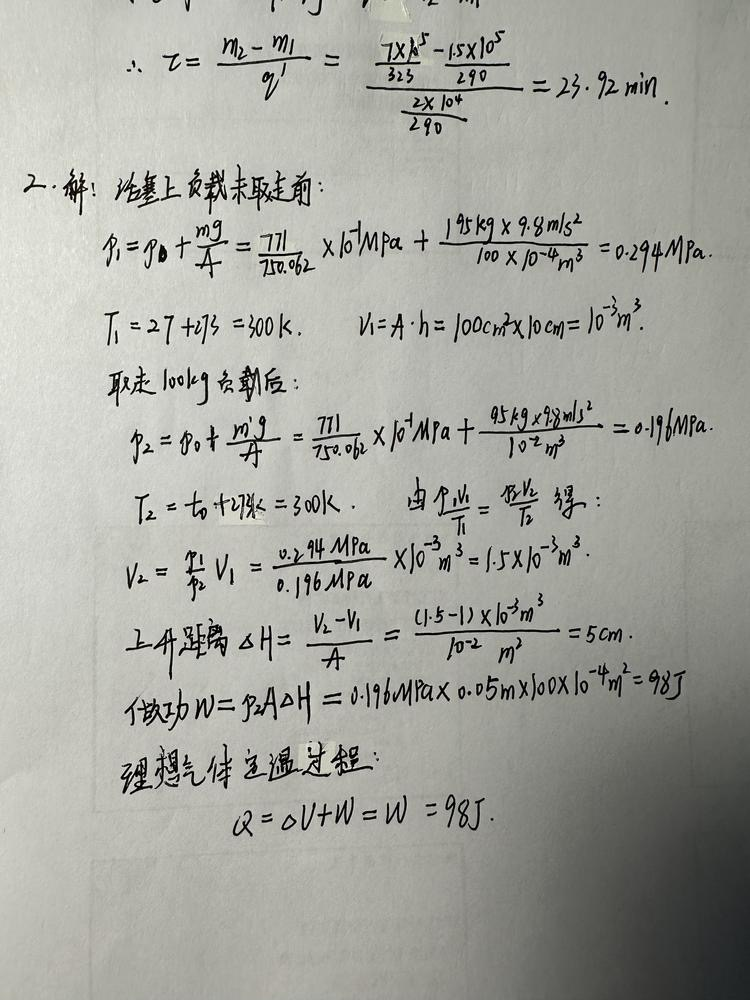 ∴ τ = (m₂ - m₁)/q' = (7×10⁵/323 - 1.5×10⁵/290)/(2×10⁴/290) = 23.92 min.
2. 解: 活塞上负载未取走前:
p₁ = p₀ + mg/A = 771/750.062 × 10⁻¹ MPa + 195kg × 9.8m/s²/100 × 10⁻⁴ m³ = 0.294 MPa.
T₁ = 27 + 273 = 300k. V₁ = A·h = 100cm² × 10cm = 10⁻³ m³.
取走100kg负载后:
p₂ = p₀ + m'g/A = 771/750.062 × 10⁻¹ MPa + 95kg × 9.8m/s²/10⁻² m³ = 0.196 MPa.
T₂ = t₀ + 273k = 300k. 由 p₁V₁/T₁ = p₂V₂/T₂ 得:
V₂ = p₁/p₂ V₁ = 0.294 MPa/0.196 MPa × 10⁻³ m³ = 1.5 × 10⁻³ m³.
上升距离 △H = (V₂ - V₁)/A = (1.5-1) × 10⁻³ m³/10⁻² m² = 5cm.
做功 W = p₂A△H = 0.196MPa × 0.05m × 100 × 10⁻⁴ m² = 98J
理想气体定温过程:
Q = △U + W = W = 98J.